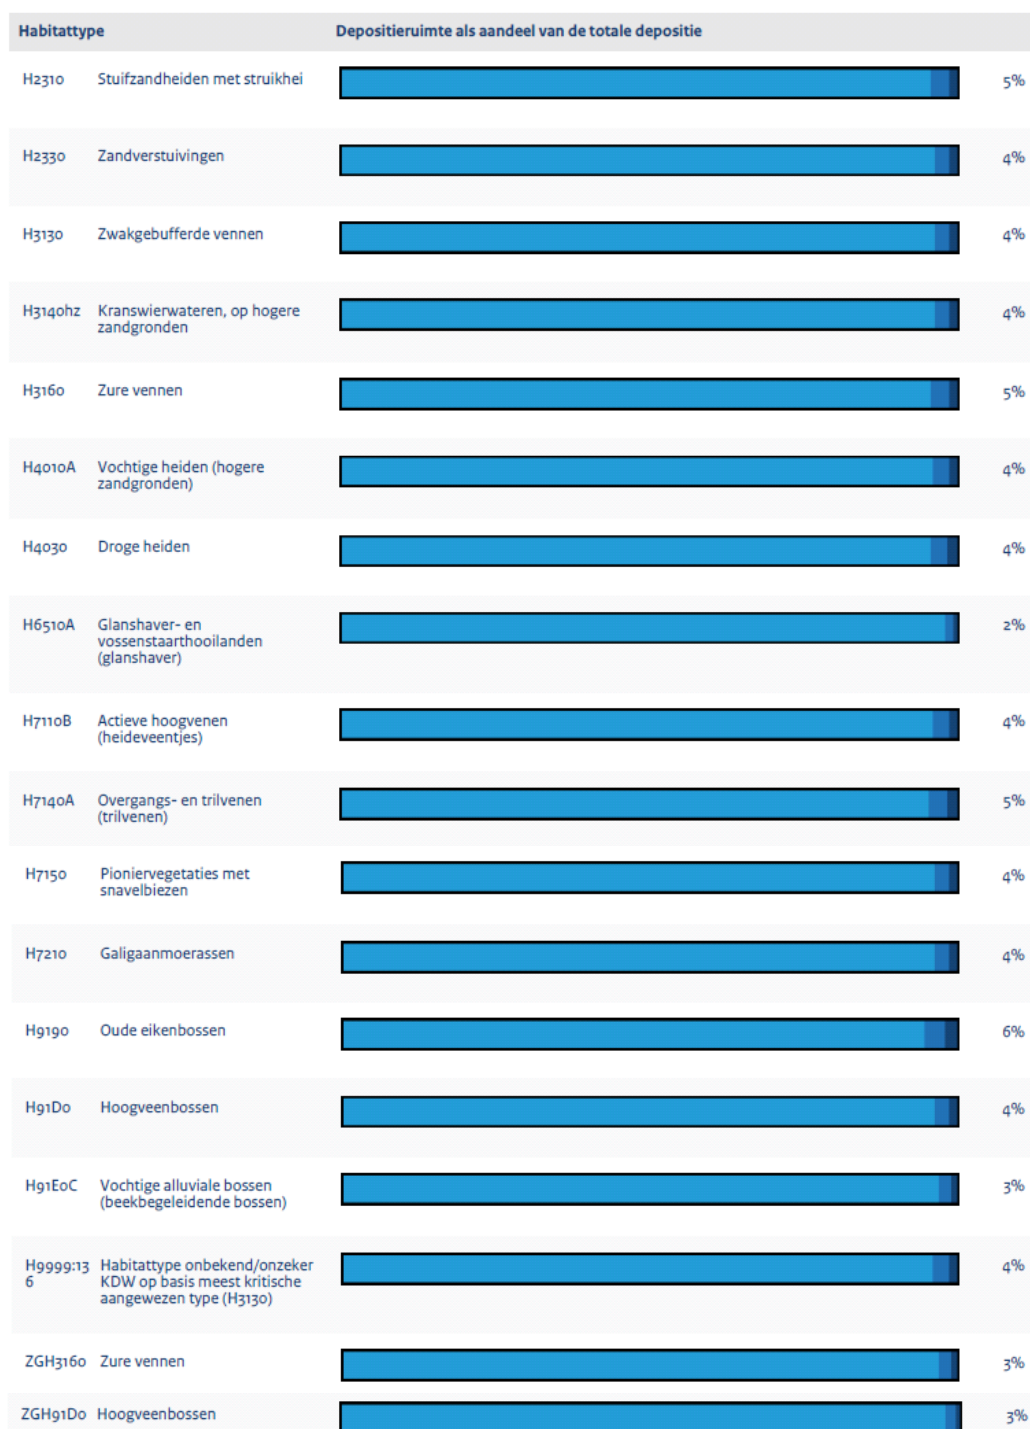 Habitattype Depositieruimte als aandeel van de totale depositie
H2310 Stuifzandheiden met struikhei 5%
H2330 Zandverstuivingen 4%
H3130 Zwakgebufferde vennen 4%
H3140hz Kranswierwateren, op hogere 4%
zandgronden
H3160 Zure vennen 5%
H4010A Vochtige heiden (hogere 4%
zandgronden)
H4030 Droge heiden 4%
H6510A Glanshaver- en 2%
vossenstaarthooilanden
(glanshaver)
H7110B Actieve hoogvenen 4%
(heideveentjes)
H7140A Overgangs- en trilvenen 5%
(trilvenen)
H7150 Pioniervegetaties met 4%
snavelbiezen
H7210 Galigaanmoerassen 4%
H9190 Oude eikenbossen 6%
H91D0 Hoogveenbossen 4%
H91E0C Vochtige alluviale bossen 3%
(beekbegeleidende bossen)
H9999:13 Habitattype onbekend/onzeker 4%
6 KDW op basis meest kritische
aangewezen type (H3130)
ZGH3160 Zure vennen 3%
ZGH91D0 Hoogveenbossen 3%